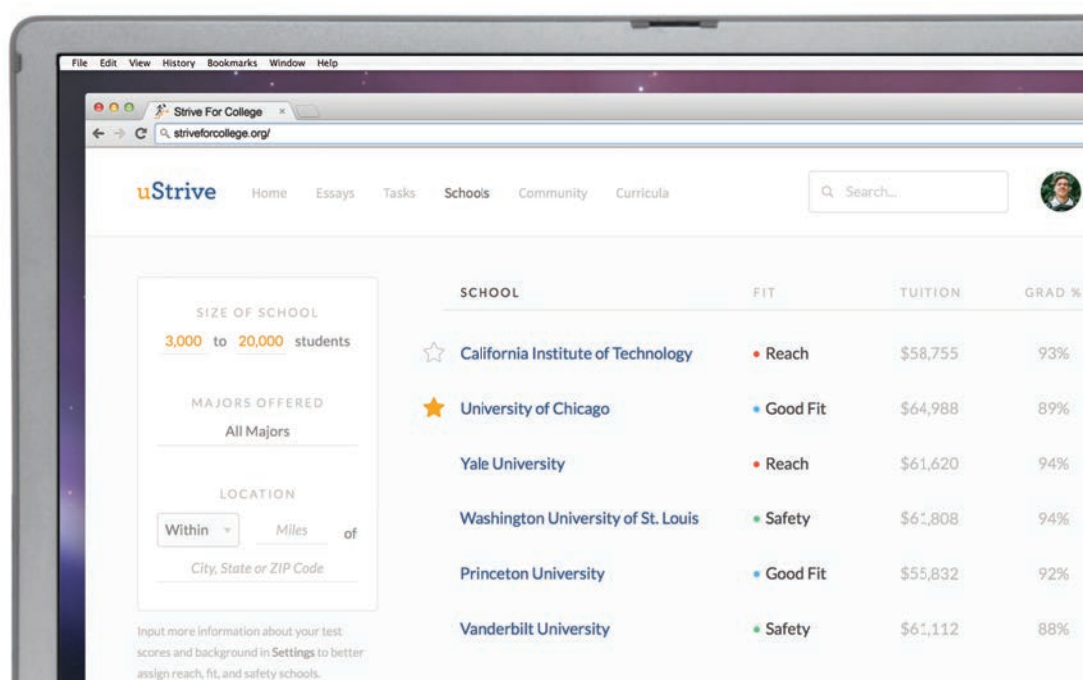 File Edit View History Bookmarks Window Help
Strive For College
striveforcollege.org/
uStrive Home Essays Tasks Schools Community Curricula Search...
SIZE OF SCHOOL
3,000 to 20,000 students
MAJORS OFFERED
All Majors
LOCATION
Within Miles of
City, State or ZIP Code
Input more information about your test
scores and background in Settings to better
assign reach, fit, and safety schools.
SCHOOL FIT TUITION GRAD %
California Institute of Technology Reach $58,755 93%
University of Chicago Good Fit $64,988 89%
Yale University Reach $61,620 94%
Washington University of St. Louis Safety $61,808 94%
Princeton University Good Fit $55,832 92%
Vanderbilt University Safety $61,112 88%